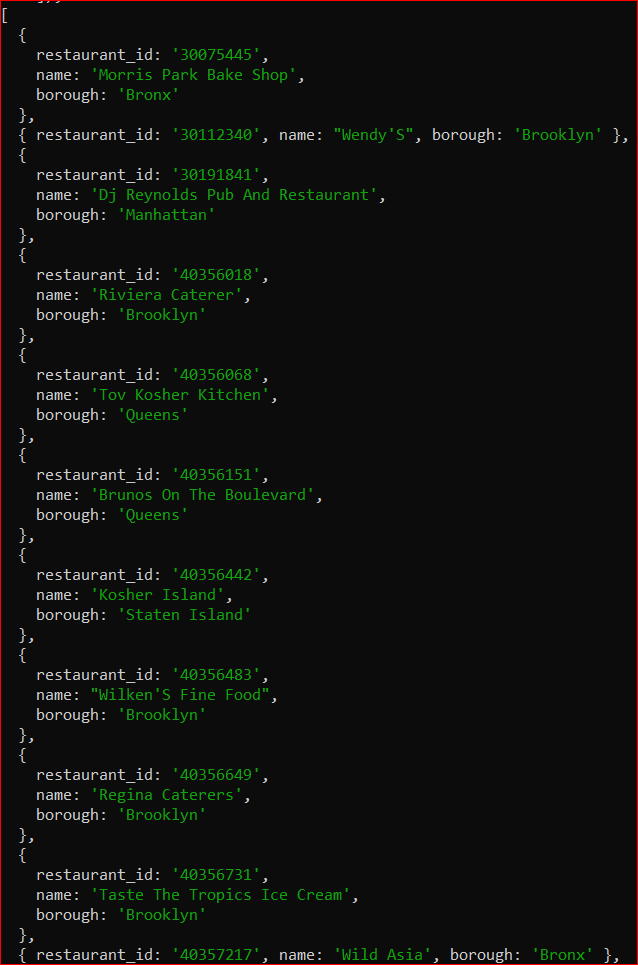 [
  {
    restaurant_id: '30075445',
    name: 'Morris Park Bake Shop',
    borough: 'Bronx'
  },
  { restaurant_id: '30112340', name: "Wendy'S", borough: 'Brooklyn' },
  {
    restaurant_id: '30191841',
    name: 'Dj Reynolds Pub And Restaurant',
    borough: 'Manhattan'
  },
  {
    restaurant_id: '40356018',
    name: 'Riviera Caterer',
    borough: 'Brooklyn'
  },
  {
    restaurant_id: '40356068',
    name: 'Tov Kosher Kitchen',
    borough: 'Queens'
  },
  {
    restaurant_id: '40356151',
    name: 'Brunos On The Boulevard',
    borough: 'Queens'
  },
  {
    restaurant_id: '40356442',
    name: 'Kosher Island',
    borough: 'Staten Island'
  },
  {
    restaurant_id: '40356483',
    name: "Wilken'S Fine Food",
    borough: 'Brooklyn'
  },
  {
    restaurant_id: '40356649',
    name: 'Regina Caterers',
    borough: 'Brooklyn'
  },
  {
    restaurant_id: '40356731',
    name: 'Taste The Tropics Ice Cream',
    borough: 'Brooklyn'
  },
  { restaurant_id: '40357217', name: 'Wild Asia', borough: 'Bronx' },